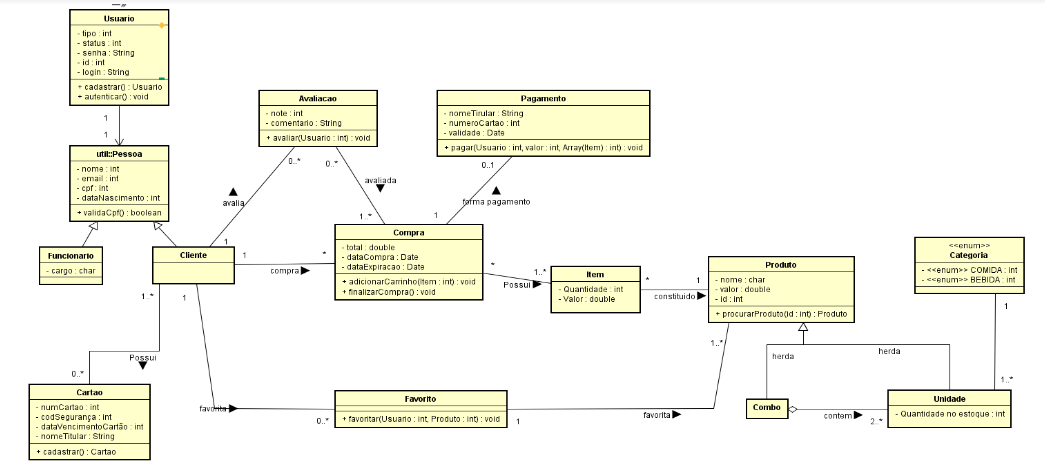 Usuario
- tipo : int
- status : int
- senha : String
- id : int
- login : String
+ cadastrar() : Usuario
+ autenticar() : void
1
1
util::Pessoa
- nome : int
- email : int
- cpf : int
- dataNascimento : int
+ validaCpf() : boolean
Funcionario
- cargo : char
Cliente
Avaliacao
- note : int
- comentario : String
+ avaliar(Usuario : int) : void
0..*
0..*
avalia
1
avaliada
1..*
Pagamento
- nomeTirular : String
- numeroCartao : int
- validade : Date
+ pagar(Usuario : int, valor : int, Array(Item) : int) : void
0..1
forma pagamento
1
Compra
- total : double
- dataCompra : Date
- dataExpiracao : Date
+ adicionarCarrinho(Item : int) : void
+ finalizarCompra() : void
1
compra
*
*
Possui
1..*
Item
- Quantidade : int
- Valor : double
*
constituido
1
Produto
- nome : char
- valor : double
- id : int
+ procurarProduto(id : int) : Produto
<<enum>>
Categoria
- <<enum>> COMIDA : int
- <<enum>> BEBIDA : int
1
1..*
1..*
herda
herda
1..*
1
Possui
0..*
Cartao
- numCartao : int
- codSegurança : int
- dataVencimentoCartão : int
- nomeTitular : String
+ cadastrar() : Cartao
favorita
0..*
Favorito
+ favoritar(Usuario : int, Produto : int) : void
1
favorita
Combo
contem
2..*
Unidade
- Quantidade no estoque : int